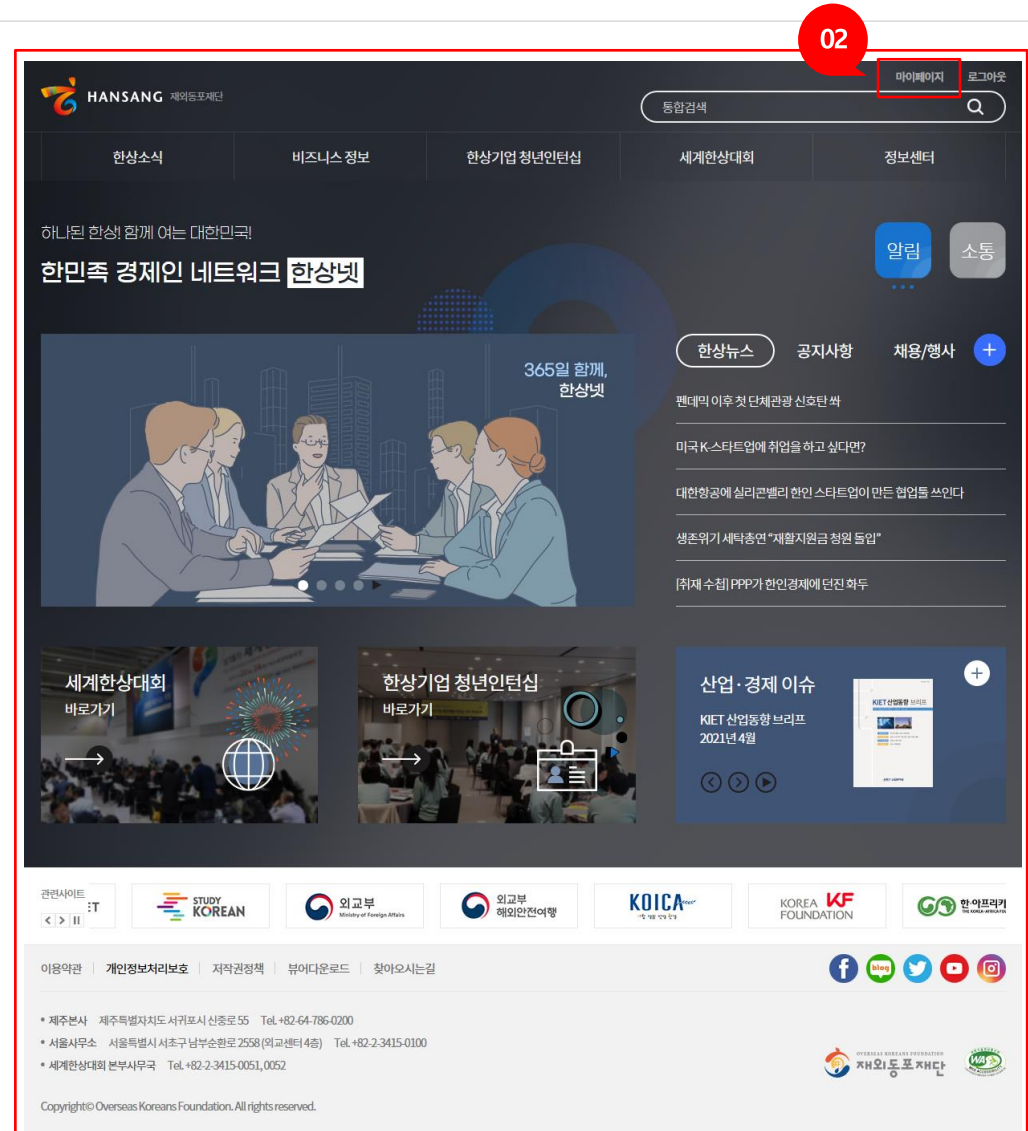 02
마이페이지 로그아웃
HANSANG 재외동포재단
통합검색
한상소식 비즈니스 정보 한상기업 청년인턴십 세계한상대회 정보센터
하나된 한상! 함께 여는 대한민국!
한민족 경제인 네트워크 한상넷
알림 소통
365일 함께,
한상넷
한상뉴스 공지사항 채용/행사
펜데믹 이후 첫 단체관광 신호탄 쏴
미국 K-스타트업에 취업을 하고 싶다면?
대한항공에 실리콘밸리 한인 스타트업이 만든 협업툴 쓰인다
생존위기 세탁총연 “재활지원금 청원 돌입”
[취재 수첩] PPP가 한인경제에 던진 화두
세계한상대회
바로가기
한상기업 청년인턴십
바로가기
산업·경제 이슈
KIET 산업동향 브리프
2021년 4월
KIET 산업동향 브리프
관련사이트
ET
STUDY
KOREAN
외교부
Ministry of Foreign Affairs
외교부
해외안전여행
KOICA
KOREA KF
FOUNDATION
한·아프리카
이용약관 개인정보처리보호 저작권정책 뷰어다운로드 찾아오시는길
blog
• 제주본사 제주특별자치도 서귀포시 신중로 55 Tel. +82-64-786-0200
• 서울사무소 서울특별시 서초구 남부순환로 2558 (외교센터 4층) Tel. +82-2-3415-0100
• 세계한상대회 본부사무국 Tel. +82-2-3415-0051, 0052
OVERSEAS KOREANS FOUNDATION
재외동포재단
WA
Copyright© Overseas Koreans Foundation. All rights reserved.